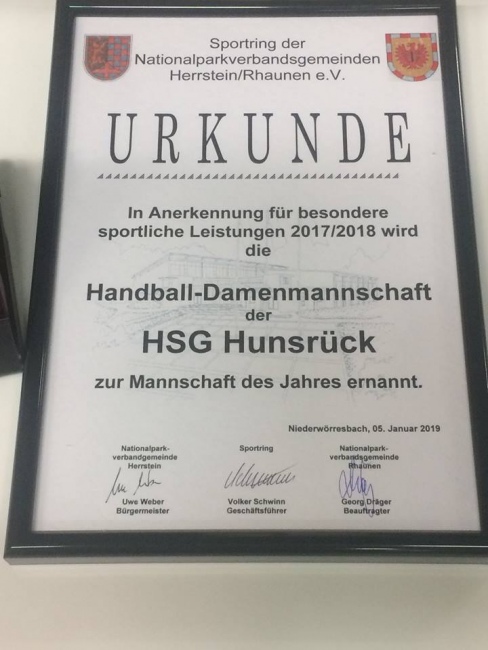 Sportring der
Nationalparkverbandsgemeinden
Herrstein/Rhaunen e.V.
URKUNDE
In Anerkennung für besondere
sportliche Leistungen 2017/2018 wird
die
Handball-Damenmannschaft
der
HSG Hunsrück
zur Mannschaft des Jahres ernannt.
Niederwörresbach, 05. Januar 2019
Nationalpark-
verbandgemeinde
Herrstein
Uwe Weber
Bürgermeister
Sportring
Volker Schwinn
Geschäftsführer
Nationalpark-
verbandsgemeinde
Rhaunen
Georg Dräger
Beauftragter